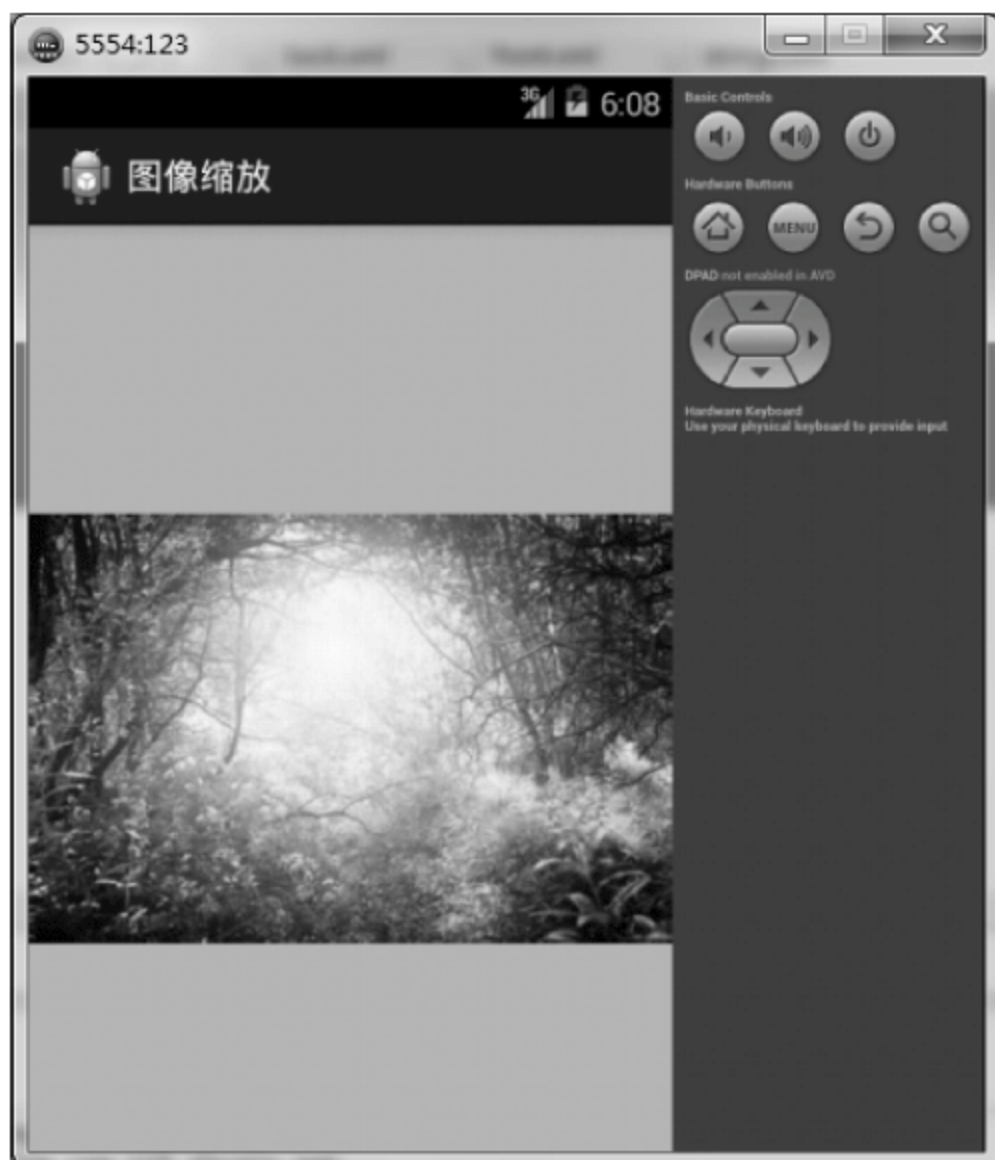 5554:123
3G 6:08
图像缩放
Basic Controls
Hardware Buttons
MENU
DPAD not enabled in AVD
Hardware Keyboard
Use your physical keyboard to provide input